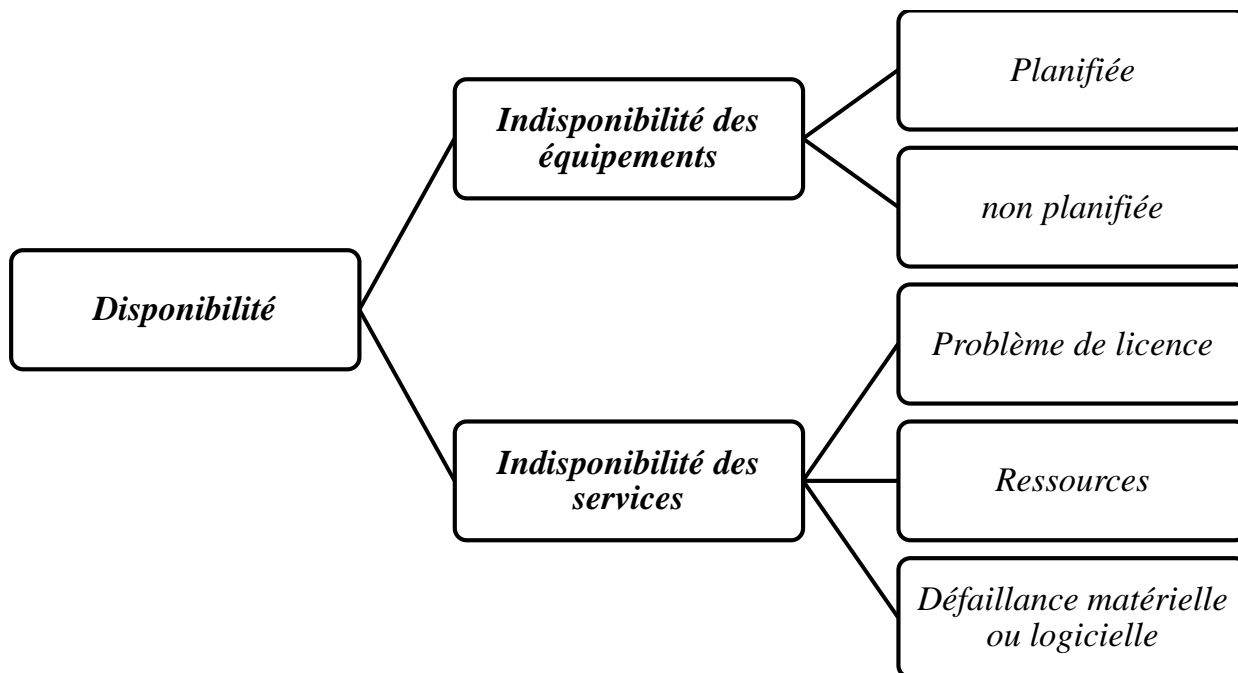 Planifiée
Indisponibilité des
équipements
non planifiée
Disponibilité
Problème de licence
Indisponibilité des
services
Ressources
Défaillance matérielle
ou logicielle